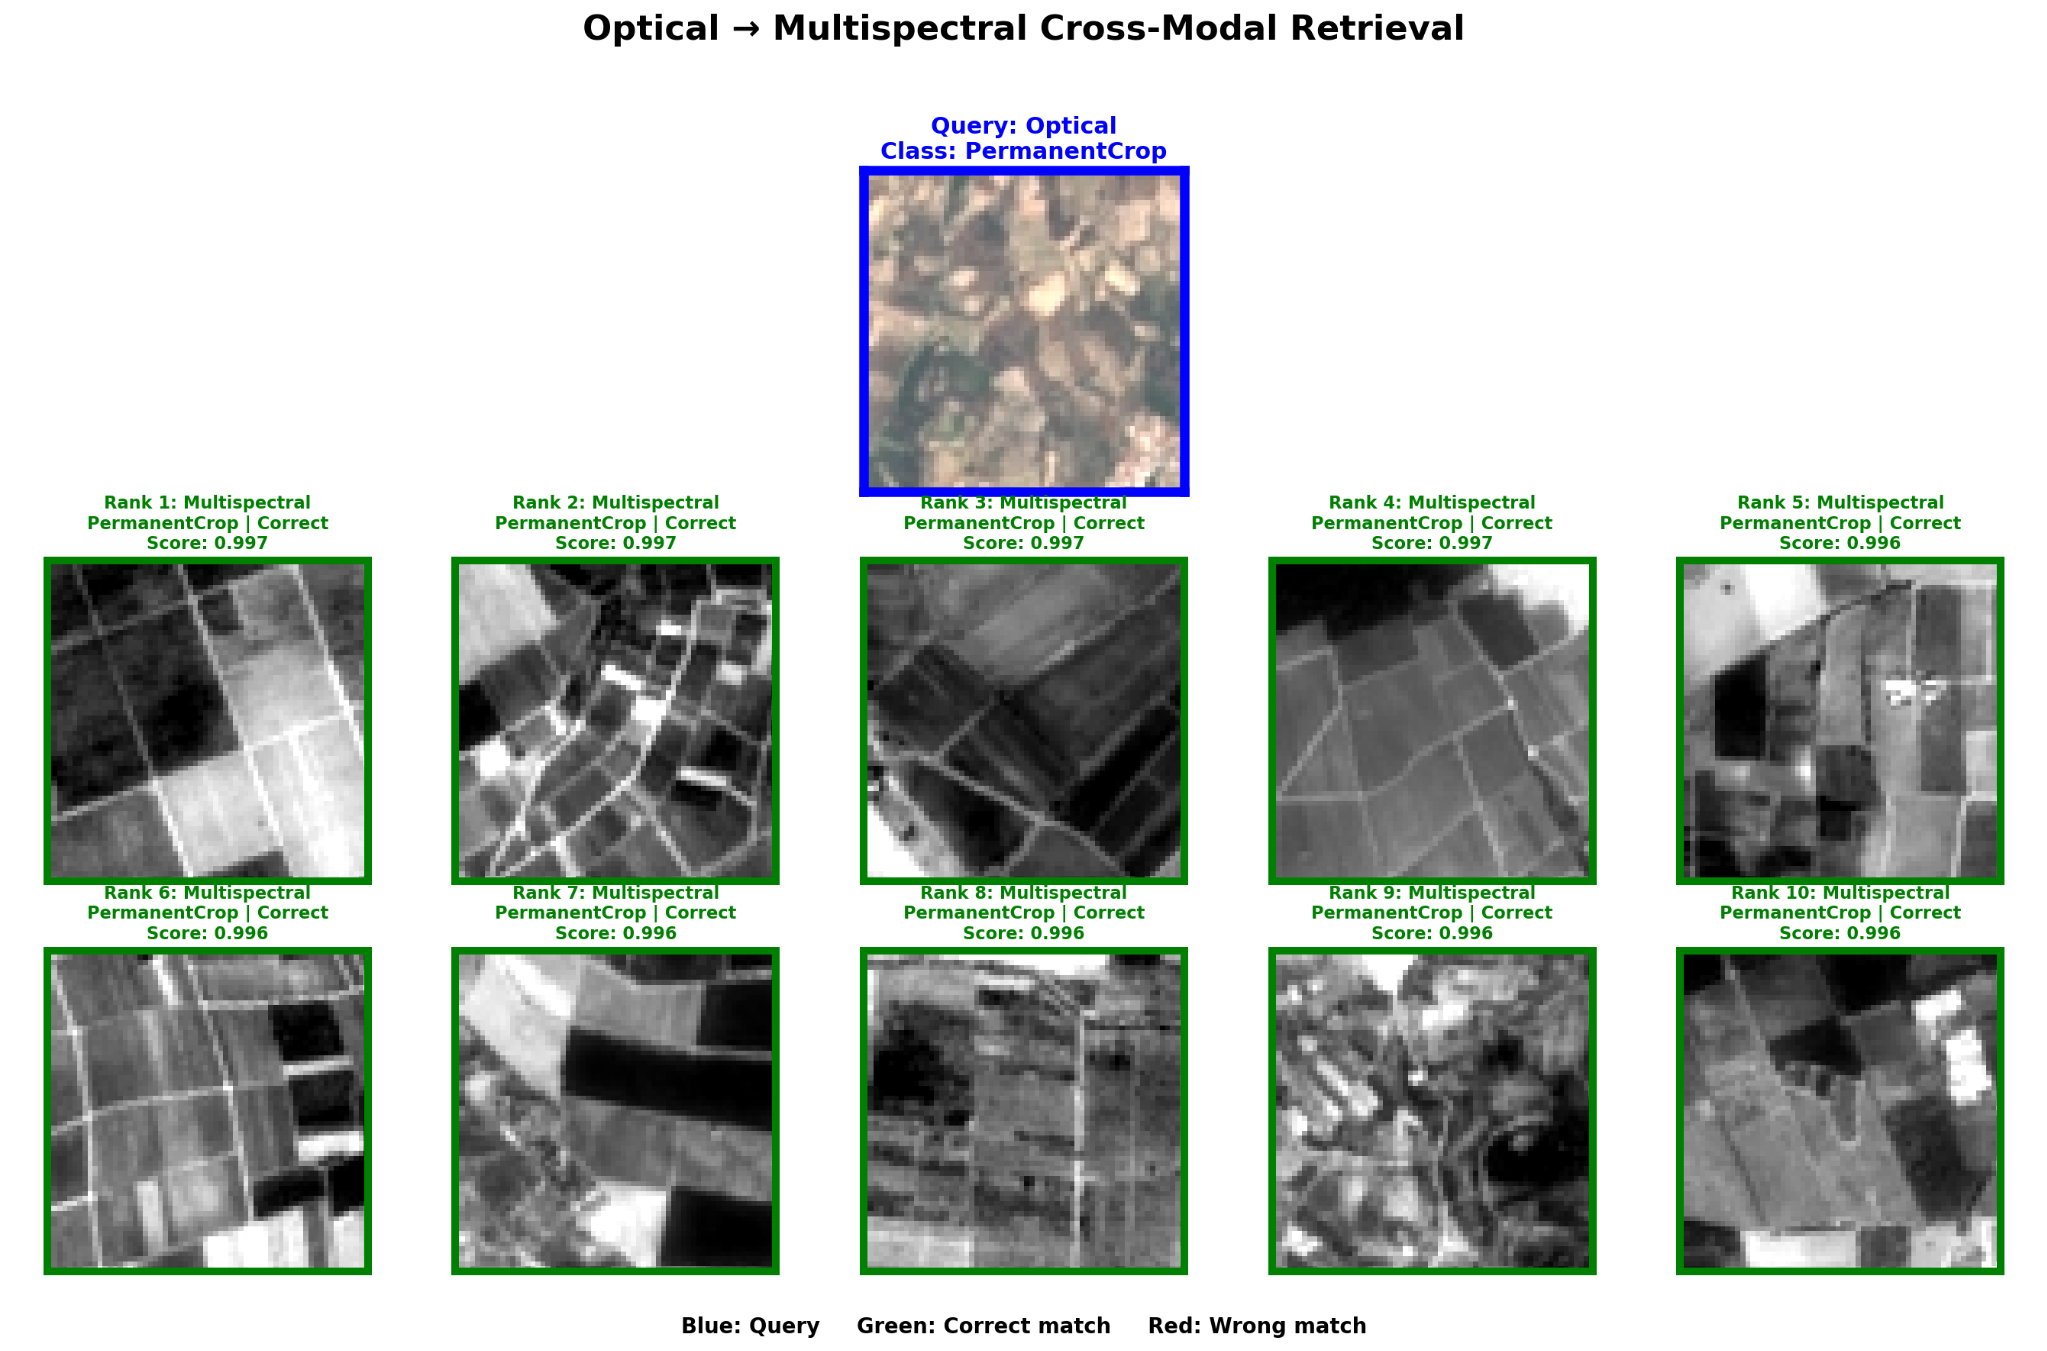 Optical → Multispectral Cross-Modal Retrieval
Query: Optical
Class: PermanentCrop
Rank 1: Multispectral
PermanentCrop | Correct
Score: 0.997
Rank 2: Multispectral
PermanentCrop | Correct
Score: 0.997
Rank 3: Multispectral
PermanentCrop | Correct
Score: 0.997
Rank 4: Multispectral
PermanentCrop | Correct
Score: 0.997
Rank 5: Multispectral
PermanentCrop | Correct
Score: 0.996
Rank 6: Multispectral
PermanentCrop | Correct
Score: 0.996
Rank 7: Multispectral
PermanentCrop | Correct
Score: 0.996
Rank 8: Multispectral
PermanentCrop | Correct
Score: 0.996
Rank 9: Multispectral
PermanentCrop | Correct
Score: 0.996
Rank 10: Multispectral
PermanentCrop | Correct
Score: 0.996
Blue: Query Green: Correct match Red: Wrong match